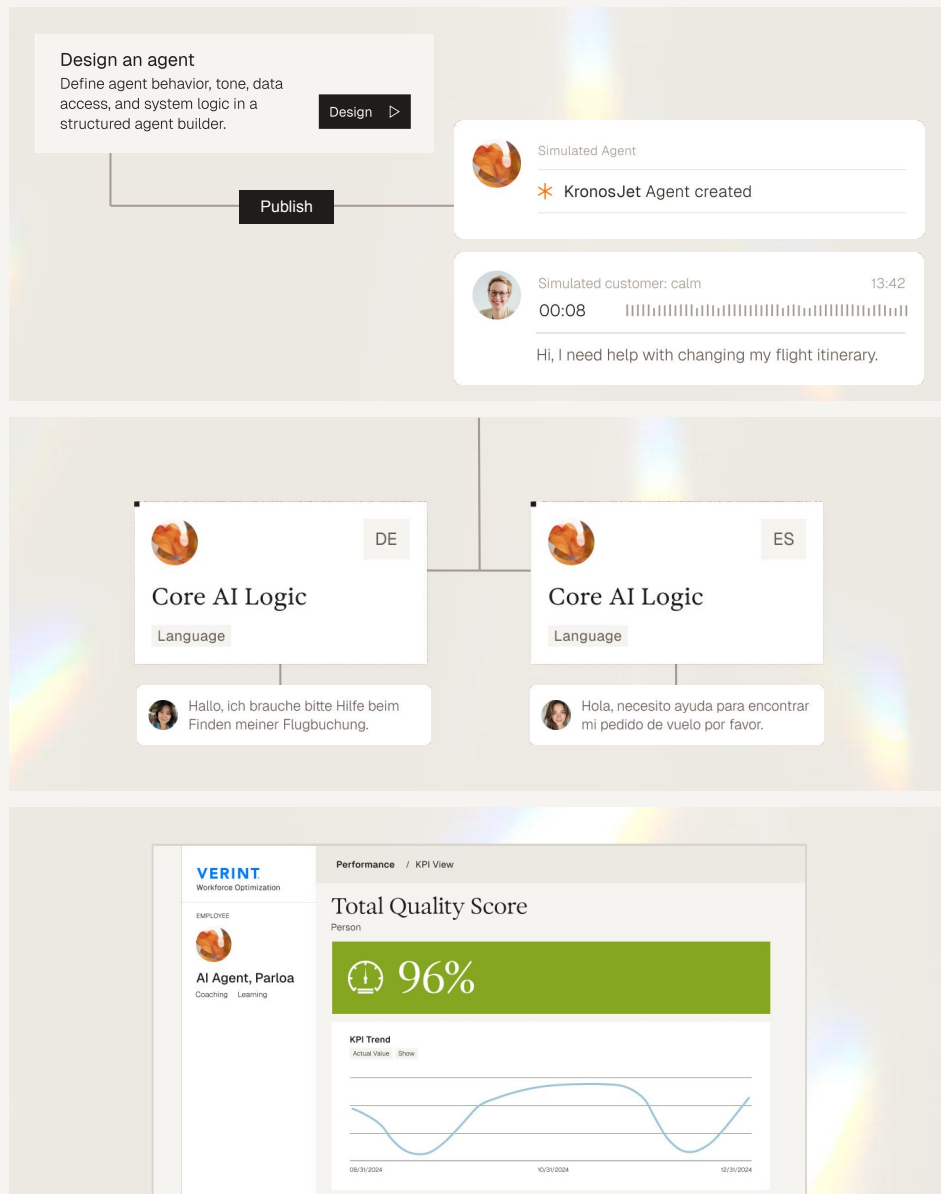 Design an agent
Define agent behavior, tone, data
access, and system logic in a
structured agent builder.
Design
Publish
Simulated Agent
KronosJet Agent created
Simulated customer: calm 13:42
00:08
Hi, I need help with changing my flight itinerary.
DE
Core AI Logic
Language
Hallo, ich brauche bitte Hilfe beim
Finden meiner Flugbuchung.
ES
Core AI Logic
Language
Hola, necesito ayuda para encontrar
mi pedido de vuelo por favor.
VERINT
Workforce Optimization
EMPLOYEE
AI Agent, Parloa
Coaching Learning
Performance / KPI View
Total Quality Score
Person
96%
KPI Trend
Actual Value Show
08/31/2024 10/31/2024 12/31/2024